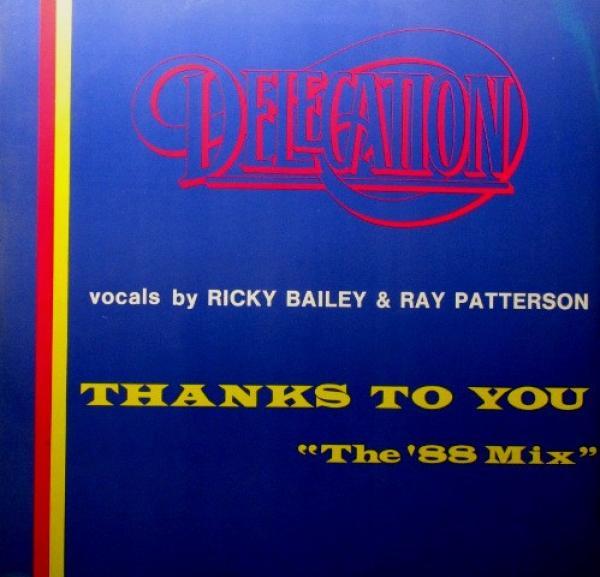 DELEGATION
vocals by RICKY BAILEY & RAY PATTERSON
THANKS TO YOU
"The '88 Mix"